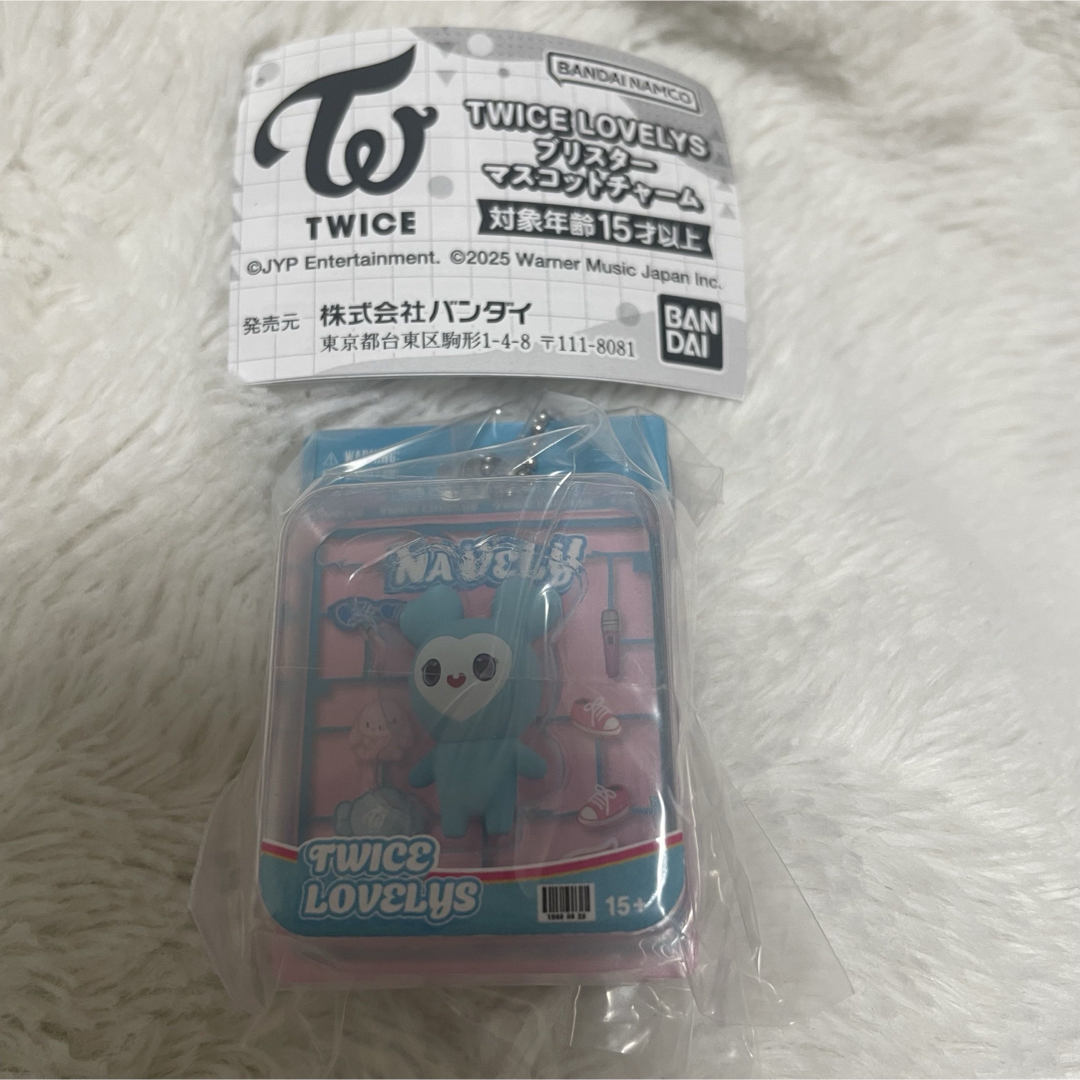 TW
TWICE
BANDAI NAMCO
TWICE LOVELYS
ブリスター
マスコットチャーム
対象年齢15才以上
©JYP Entertainment. ©2025 Warner Music Japan Inc.
発売元 株式会社バンダイ
東京都台東区駒形1-4-8 〒111-8081
BAN
DAI
WARNING:
NAVELY
TWICE
LOVELYS
15+